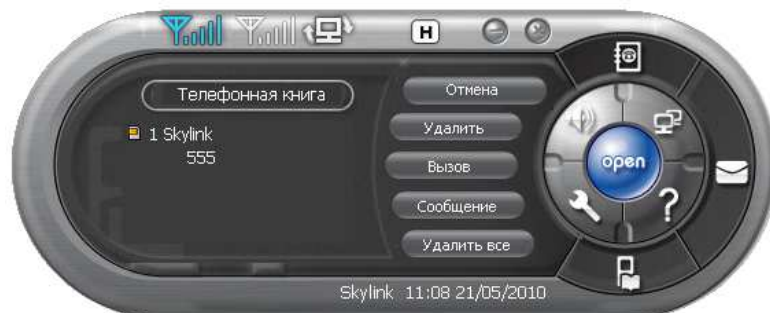 H
Телефонная книга
1 Skylink
555
Отмена
Удалить
Вызов
Сообщение
Удалить все
open
?
Skylink 11:08 21/05/2010